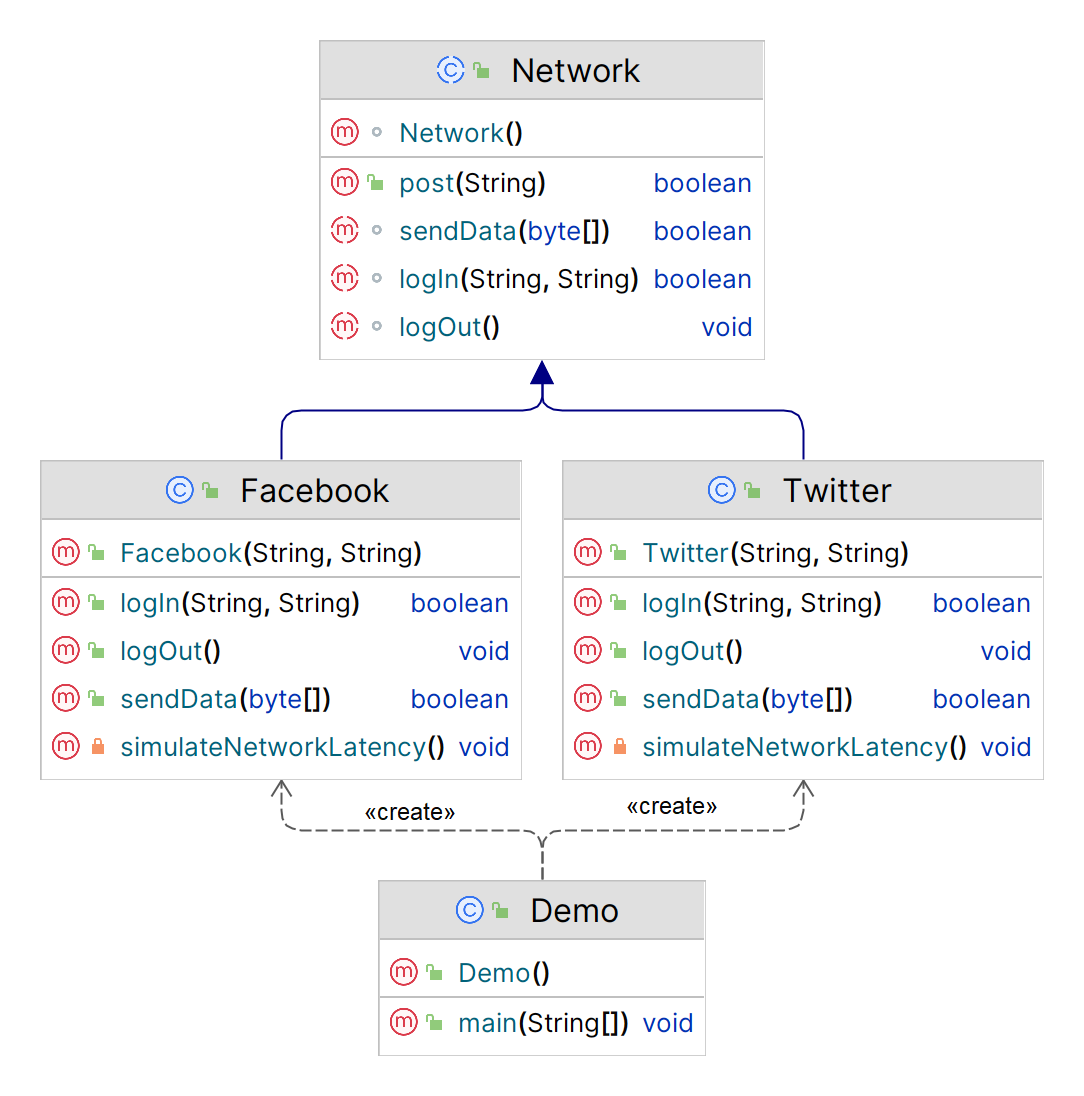 Network
Network()
post(String) boolean
sendData(byte[]) boolean
logIn(String, String) boolean
logOut() void
Facebook
Facebook(String, String)
logIn(String, String) boolean
logOut() void
sendData(byte[]) boolean
simulateNetworkLatency() void
Twitter
Twitter(String, String)
logIn(String, String) boolean
logOut() void
sendData(byte[]) boolean
simulateNetworkLatency() void
«create»
«create»
Demo
Demo()
main(String[]) void